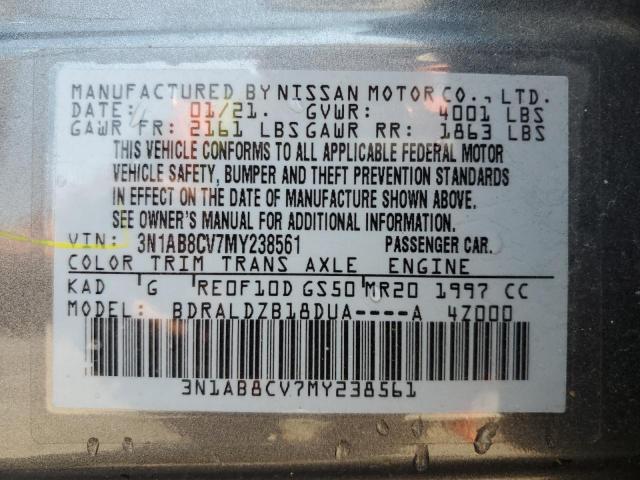 MANUFACTURED BY NISSAN MOTOR CO., LTD.
DATE: 01/21. GVWR: 4001 LBS
GAWR FR: 2161 LBS GAWR RR: 1863 LBS
THIS VEHICLE CONFORMS TO ALL APPLICABLE FEDERAL MOTOR
VEHICLE SAFETY, BUMPER AND THEFT PREVENTION STANDARDS
IN EFFECT ON THE DATE OF MANUFACTURE SHOWN ABOVE.
SEE OWNER'S MANUAL FOR ADDITIONAL INFORMATION.
VIN: 3N1AB8CV7MY238561 PASSENGER CAR.
COLOR TRIM TRANS AXLE ENGINE
KAD G RE0F10D GS50 MR20 1997 CC
MODEL: BDRALDZB18DUA----A 4Z000
3N1AB8CV7MY238561